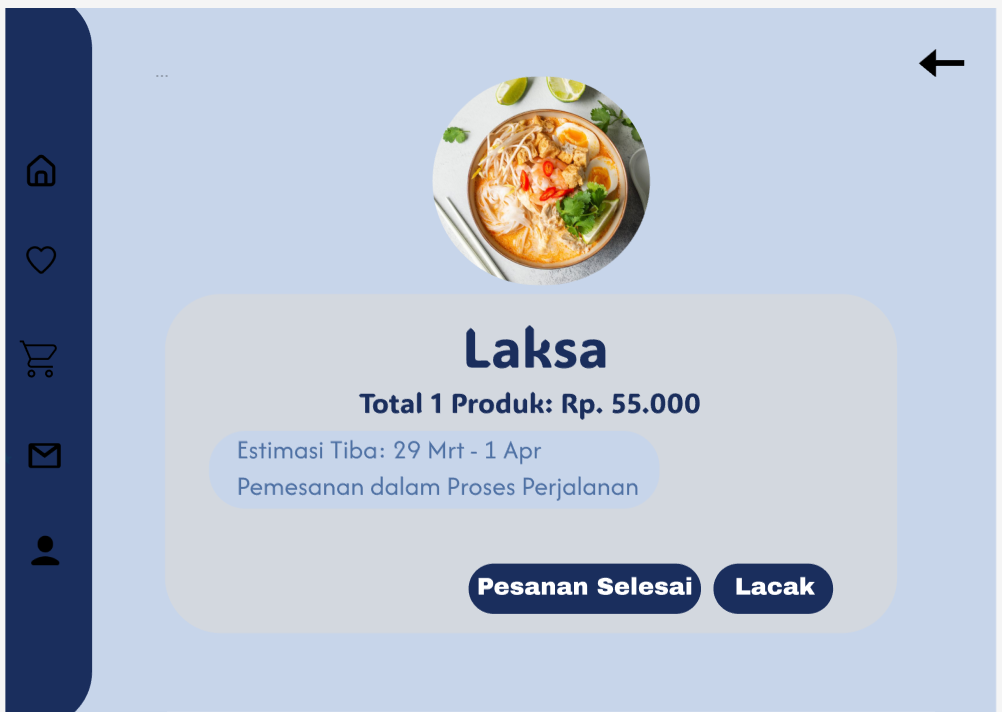 ...
Laksa
Total 1 Produk: Rp. 55.000
Estimasi Tiba: 29 Mrt - 1 Apr
Pemesanan dalam Proses Perjalanan
Pesanan Selesai
Lacak